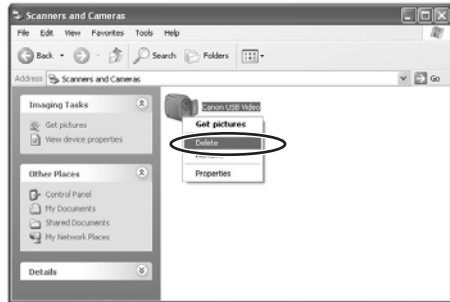 Scanners and Cameras
File Edit View Favorites Tools Help
Back Search Folders
Address Scanners and Cameras Go
Imaging Tasks
Get pictures
View device properties
Other Places
Control Panel
My Documents
Shared Documents
My Network Places
Details
Canon USB Video
Get pictures
Delete
Properties